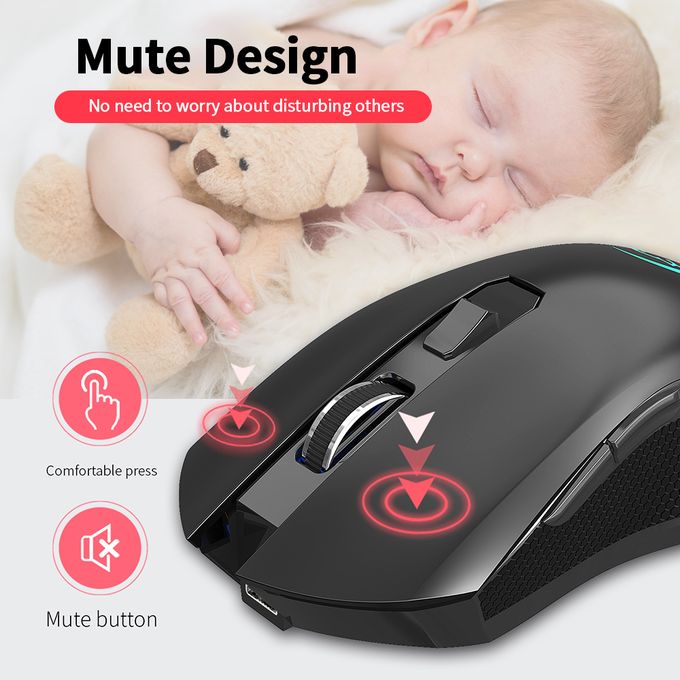 Mute Design
No need to worry about disturbing others
Comfortable press
Mute button